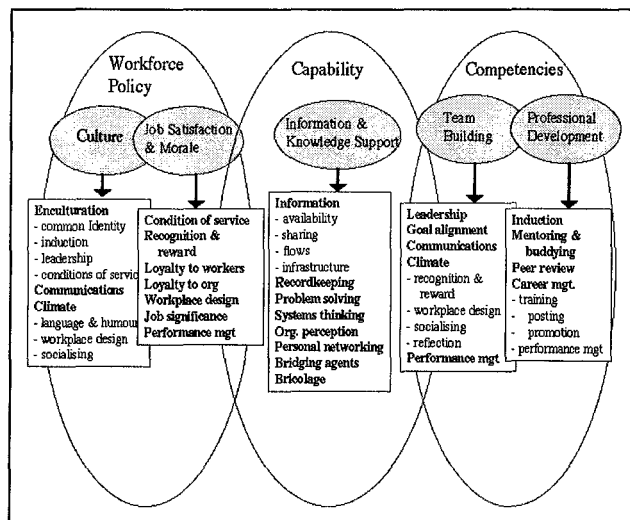 Workforce
Policy
Capability
Competencies
Culture
Job Satisfaction
& Morale
Information &
Knowledge Support
Team
Building
Professional
Development
Enculturation
- common Identity
- induction
- leadership
- conditions of service
Communications
Climate
- language & humour
- workplace design
- socialising
Condition of service
Recognition &
reward
Loyalty to workers
Loyalty to org
Workplace design
Job significance
Performance mgt
Information
- availability
- sharing
- flows
- infrastructure
Recordkeeping
Problem solving
Systems thinking
Org. perception
Personal networking
Bridging agents
Bricolage
Leadership
Goal alignment
Communications
Climate
- recognition &
reward
- workplace design
- socialising
- reflection
Performance mgt
Induction
Mentoring &
buddying
Peer review
Career mgt.
- training
posting
promotion
- performance mgt